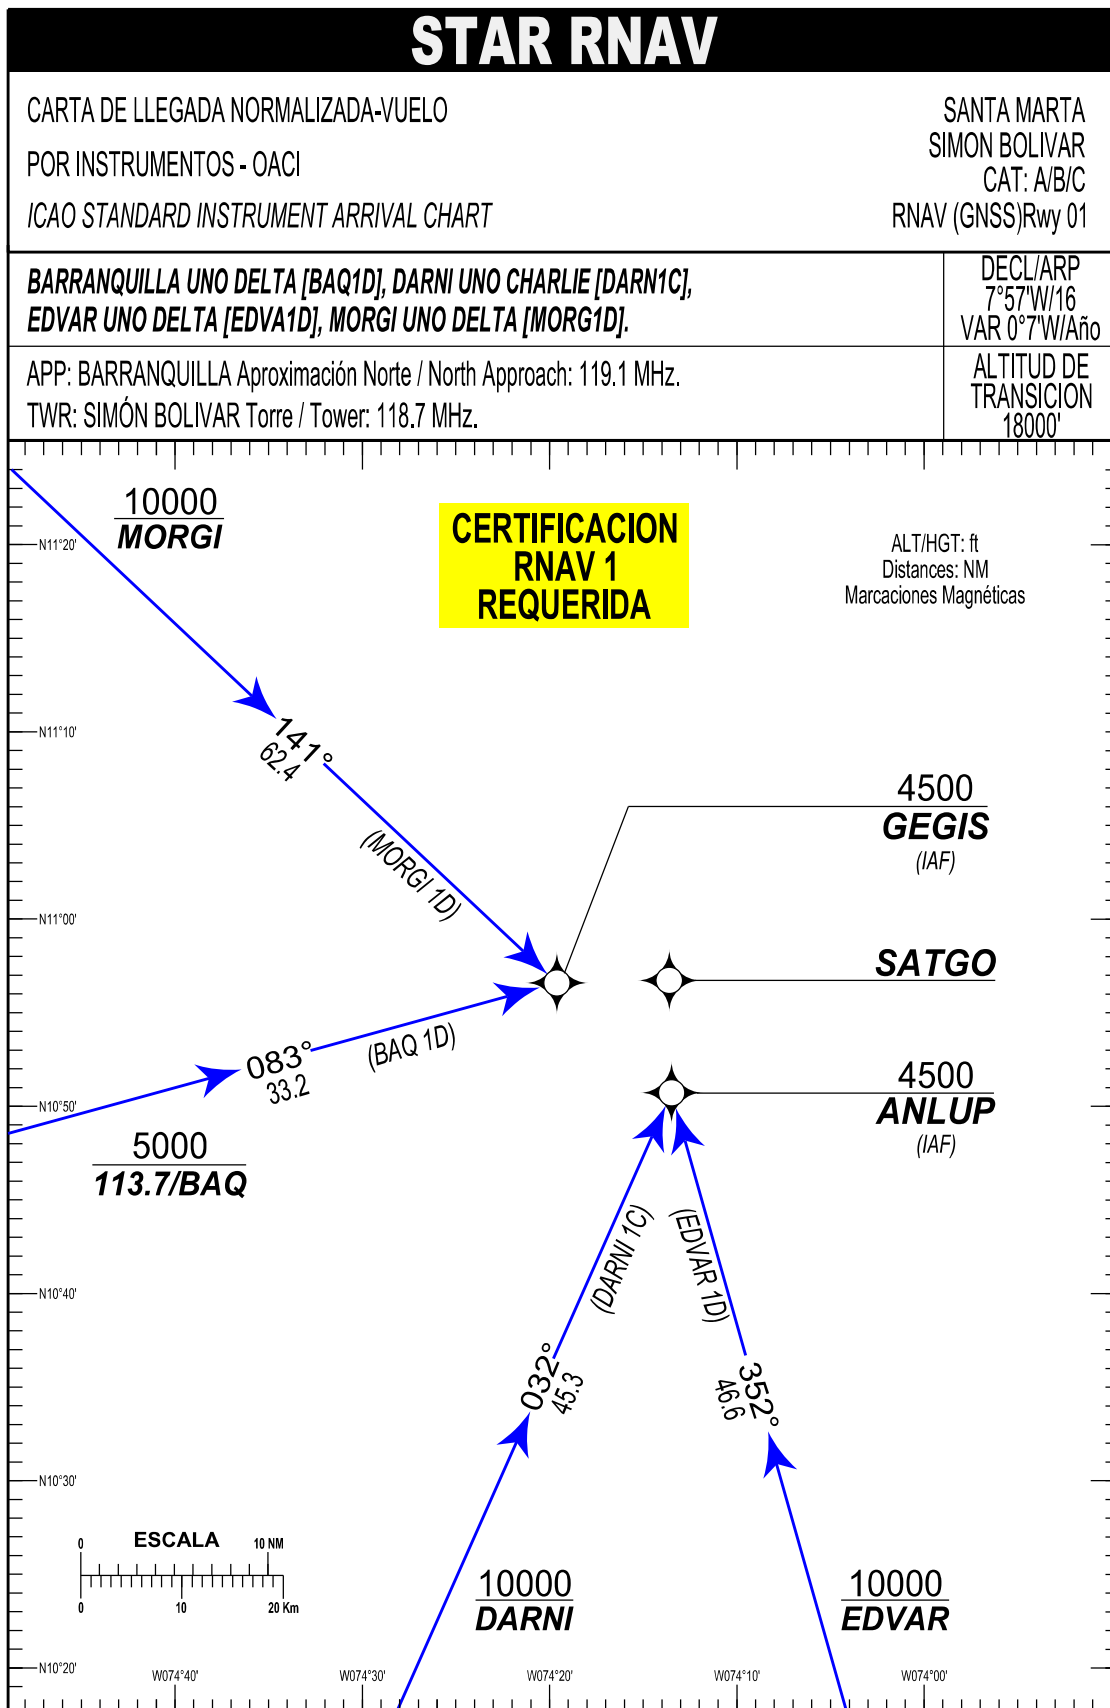 STAR RNAV
CARTA DE LLEGADA NORMALIZADA-VUELO
POR INSTRUMENTOS - OACI
ICAO STANDARD INSTRUMENT ARRIVAL CHART
SANTA MARTA
SIMON BOLIVAR
CAT: A/B/C
RNAV (GNSS)Rwy 01
BARRANQUILLA UNO DELTA [BAQ1D], DARNI UNO CHARLIE [DARN1C],
EDVAR UNO DELTA [EDVA1D], MORGI UNO DELTA [MORG1D].
DECL/ARP
7°57'W/16
VAR 0°7'W/Año
APP: BARRANQUILLA Aproximación Norte / North Approach: 119.1 MHz.
TWR: SIMÓN BOLIVAR Torre / Tower: 118.7 MHz.
ALTITUD DE
TRANSICION
18000'
10000
MORGI
CERTIFICACION
RNAV 1
REQUERIDA
ALT/HGT: ft
Distances: NM
Marcaciones Magnéticas
N11°20'
N11°10'
141°
62.4
(MORGI 1D)
4500
GEGIS
(IAF)
N11°00'
SATGO
083°
33.2
(BAQ 1D)
4500
ANLUP
(IAF)
N10°50'
5000
113.7/BAQ
(DARNI 1C)
(EDVAR 1D)
N10°40'
032°
45.3
352°
46.6
N10°30'
ESCALA
0
10 NM
0
10
20 Km
10000
DARNI
10000
EDVAR
N10°20'
W074°40'
W074°30'
W074°20'
W074°10'
W074°00'